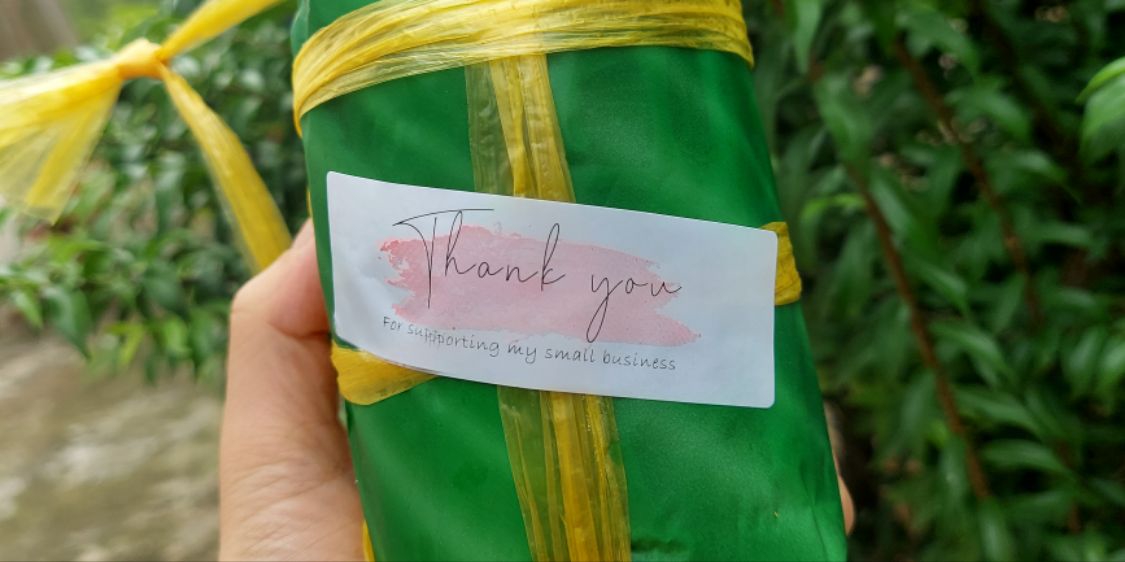 Thank you
For supporting my small business